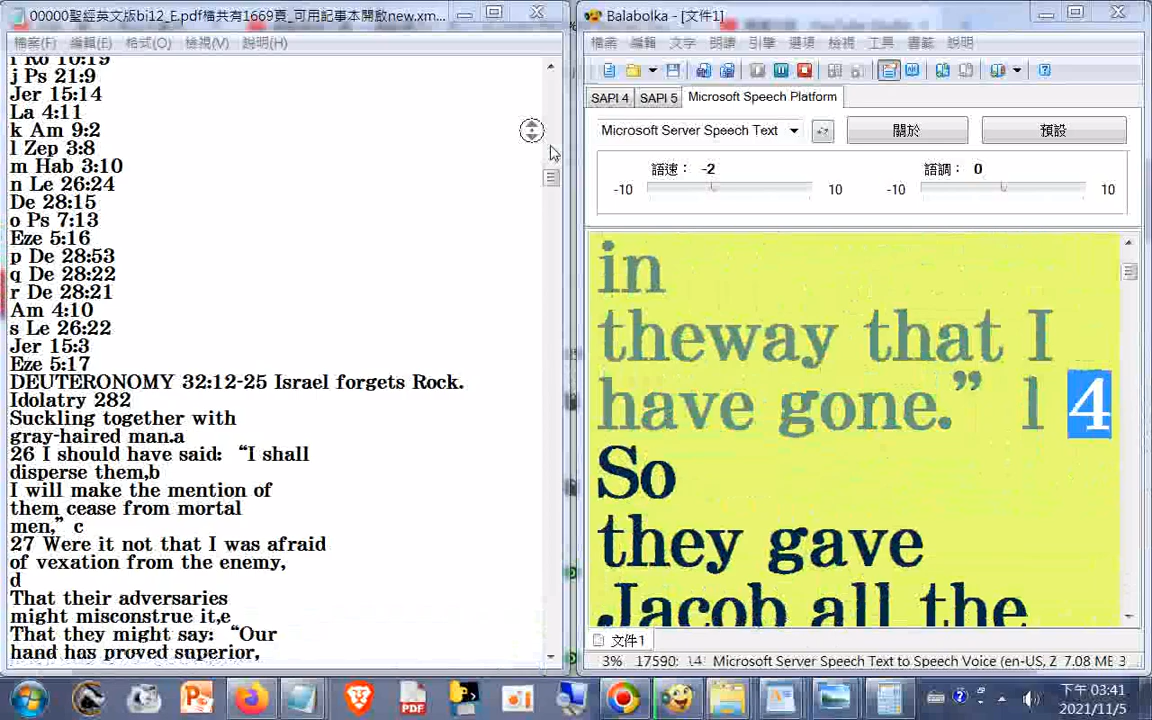 00000聖經英文版bi12_E.pdf檔共有1669頁_可用記事本開啟new.xm...
檔案(F) 編輯(E) 格式(O) 檢視(V) 說明(H)
i Ro 10:19
j Ps 21:9
Jer 15:14
La 4:11
k Am 9:2
l Zep 3:8
m Hab 3:10
n Le 26:24
De 28:15
o Ps 7:13
Eze 5:16
p De 28:53
q De 28:22
r De 28:21
Am 4:10
s Le 26:22
Jer 15:3
Eze 5:17
DEUTERONOMY 32:12-25 Israel forgets Rock.
Idolatry 282
Suckling together with
gray-haired man.a
26 I should have said: “I shall
disperse them,b
I will make the mention of
them cease from mortal
men,” c
27 Were it not that I was afraid
of vexation from the enemy,
d
That their adversaries
might misconstrue it,e
That they might say: “Our
hand has proved superior,
Balabolka - [文件1]
檔案 編輯 文字 朗讀 引擎 選項 檢視 工具 書籤 說明
SAPI 4 SAPI 5 Microsoft Speech Platform
Microsoft Server Speech Text 關於 預設
語速： -2 語調： 0
-10 10 -10 10
in
theway that I
have gone.” l 4
So
they gave
Jacob all the
文件1
3% 17590: 14 Microsoft Server Speech Text to Speech Voice (en-US, Z 7.08 MB 3
下午 03:41
2021/11/5